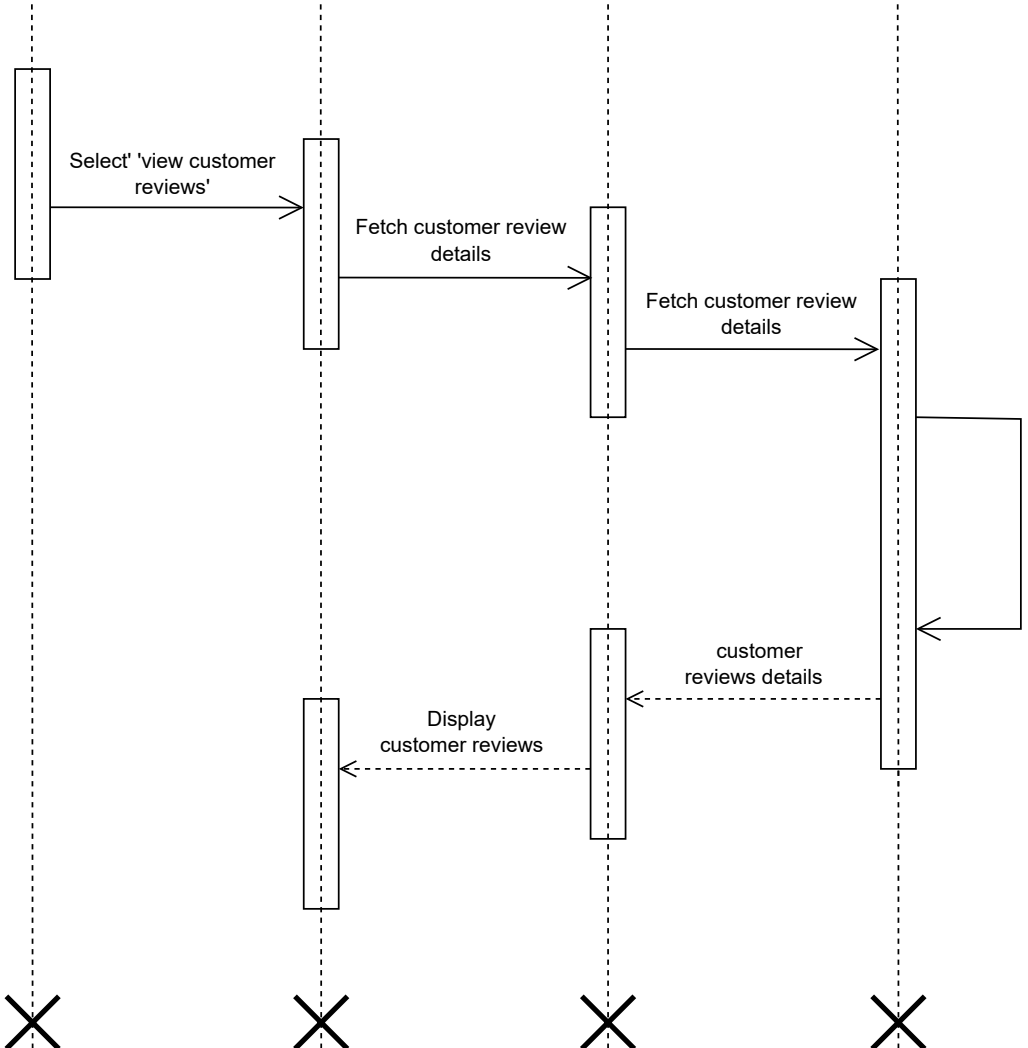 Select' 'view customer
reviews'
Fetch customer review
details
Fetch customer review
details
customer
reviews details
Display
customer reviews